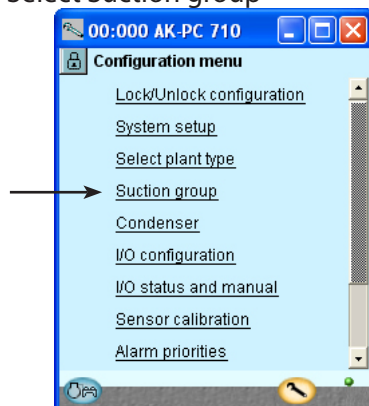 Select Suction group
00:000 AK-PC 710
Configuration menu
Lock/Unlock configuration
System setup
Select plant type
Suction group
Condenser
I/O configuration
I/O status and manual
Sensor calibration
Alarm priorities